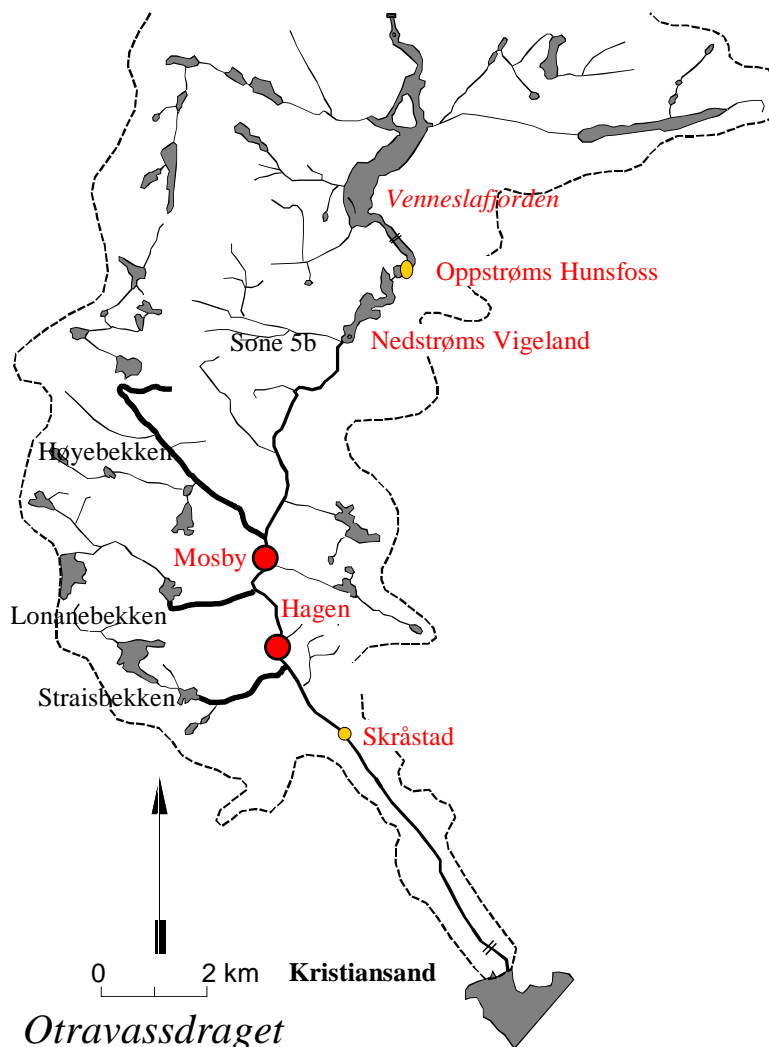 Venneslafjorden
Oppstrøms Hunsfoss
Sone 5b
Nedstrøms Vigeland
Høyebekken
Mosby
Hagen
Lonanebekken
Straisbekken
Skråstad
0 2 km
Kristiansand
Otravassdraget